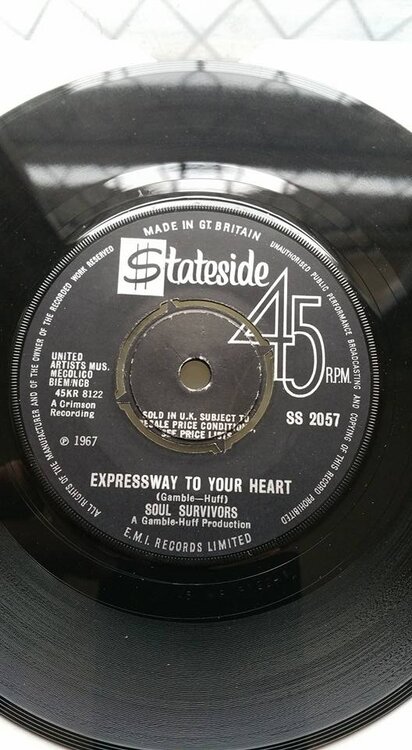 MADE IN GT. BRITAIN
UNAUTHORISED PUBLIC PERFORMANCE BROADCASTING AND COPYING OF THIS RECORD PROHIBITED
ALL RIGHTS OF THE MANUFACTURER AND OF THE OWNER OF THE RECORDED WORK RESERVED
$tateside
45
R.P.M.
UNITED
ARTISTS MUS.
MECOLICO
BIEM/NCB
45KR 8122
A Crimson
Recording
SOLD IN U.K. SUBJECT TO
RESALE PRICE CONDITION
SEE PRICE LISTS
SS 2057
℗ 1967
EXPRESSWAY TO YOUR HEART
(Gamble—Huff)
SOUL SURVIVORS
A Gamble-Huff Production
E.M.I. RECORDS LIMITED